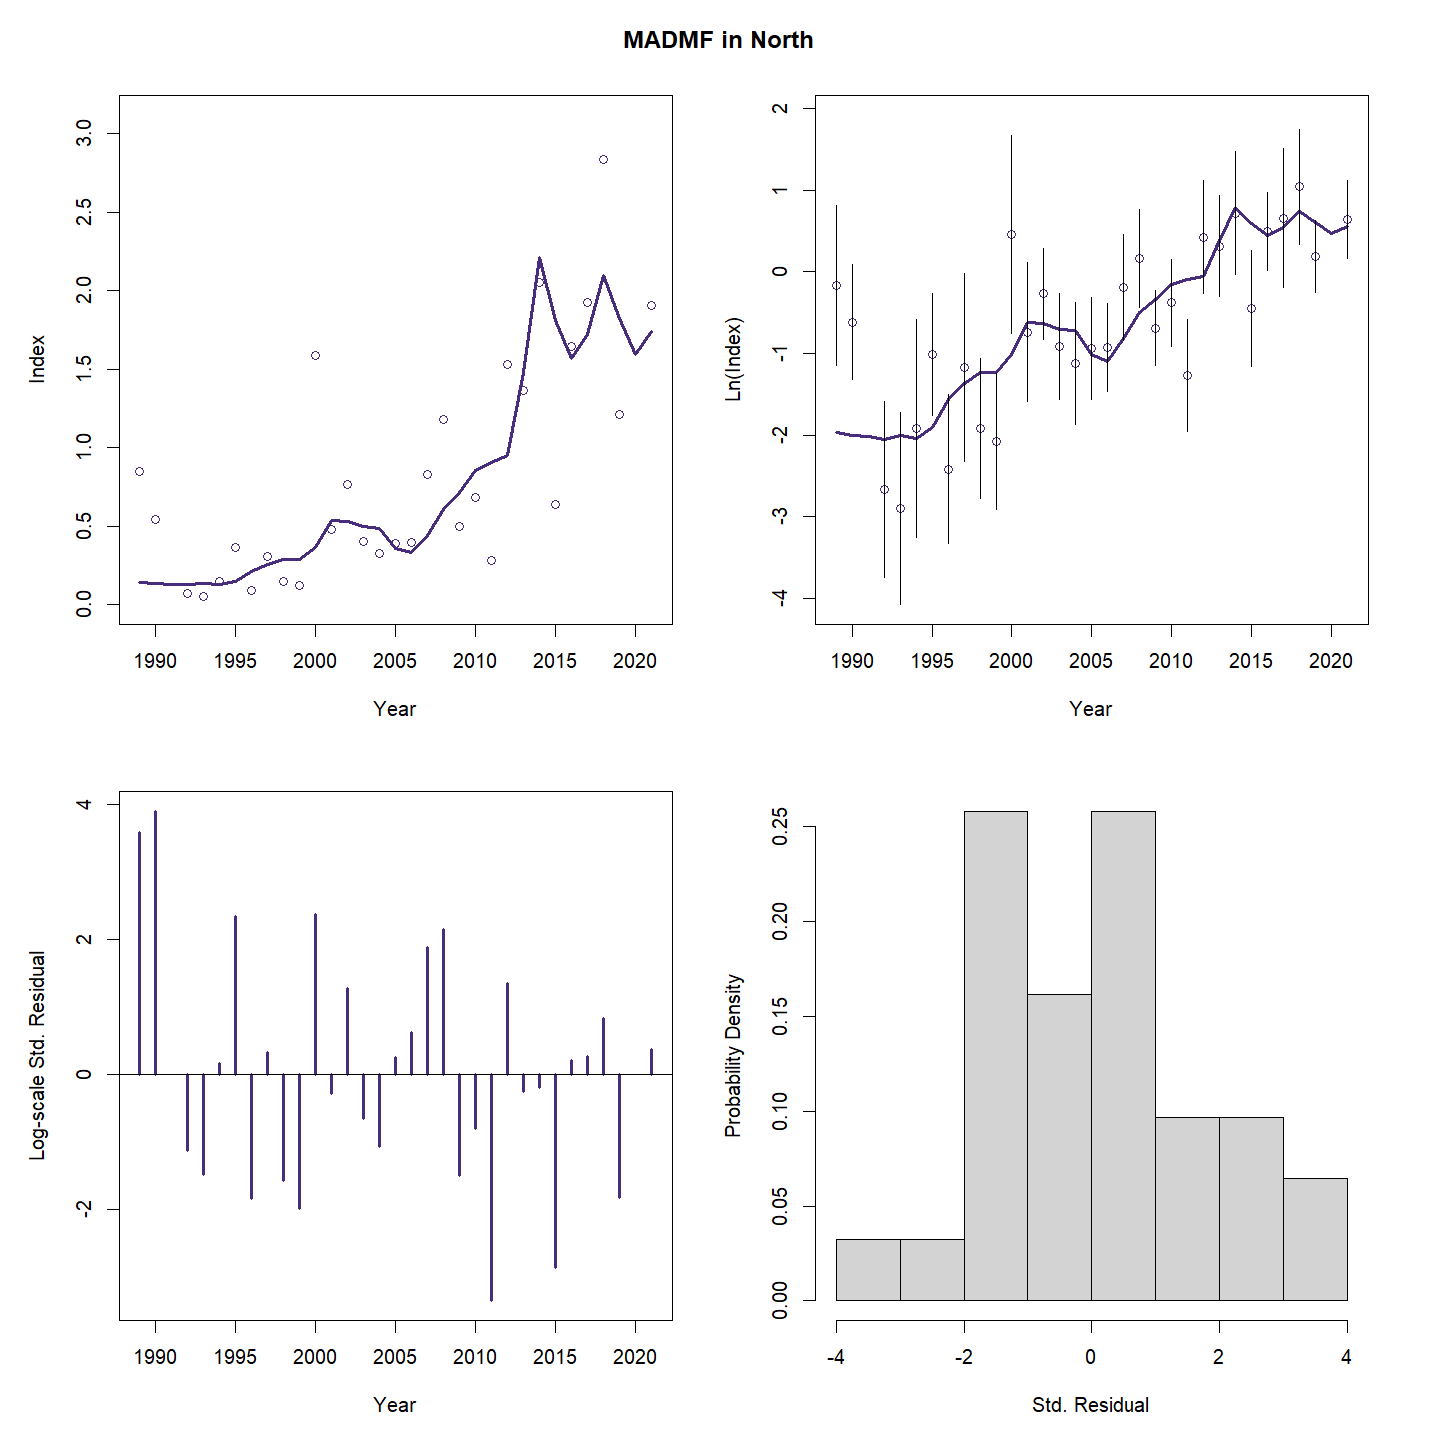 MADMF in North
Index
3.0
2.5
2.0
1.5
1.0
0.5
0.0
1990 1995 2000 2005 2010 2015 2020
Year
Ln(Index)
2
1
0
-1
-2
-3
-4
1990 1995 2000 2005 2010 2015 2020
Year
Log-scale Std. Residual
4
2
0
-2
1990 1995 2000 2005 2010 2015 2020
Year
Probability Density
0.25
0.20
0.15
0.10
0.05
0.00
-4 -2 0 2 4
Std. Residual